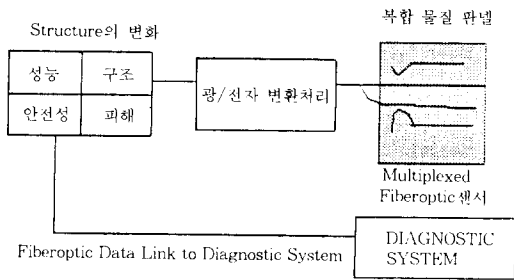 복합 물질 판넬
Structure의 변화
성능 구조
안전성 피해
광/전자 변환처리
Multiplexed
Fiberoptic센서
Fiberoptic Data Link to Diagnostic System
DIAGNOSTIC
SYSTEM